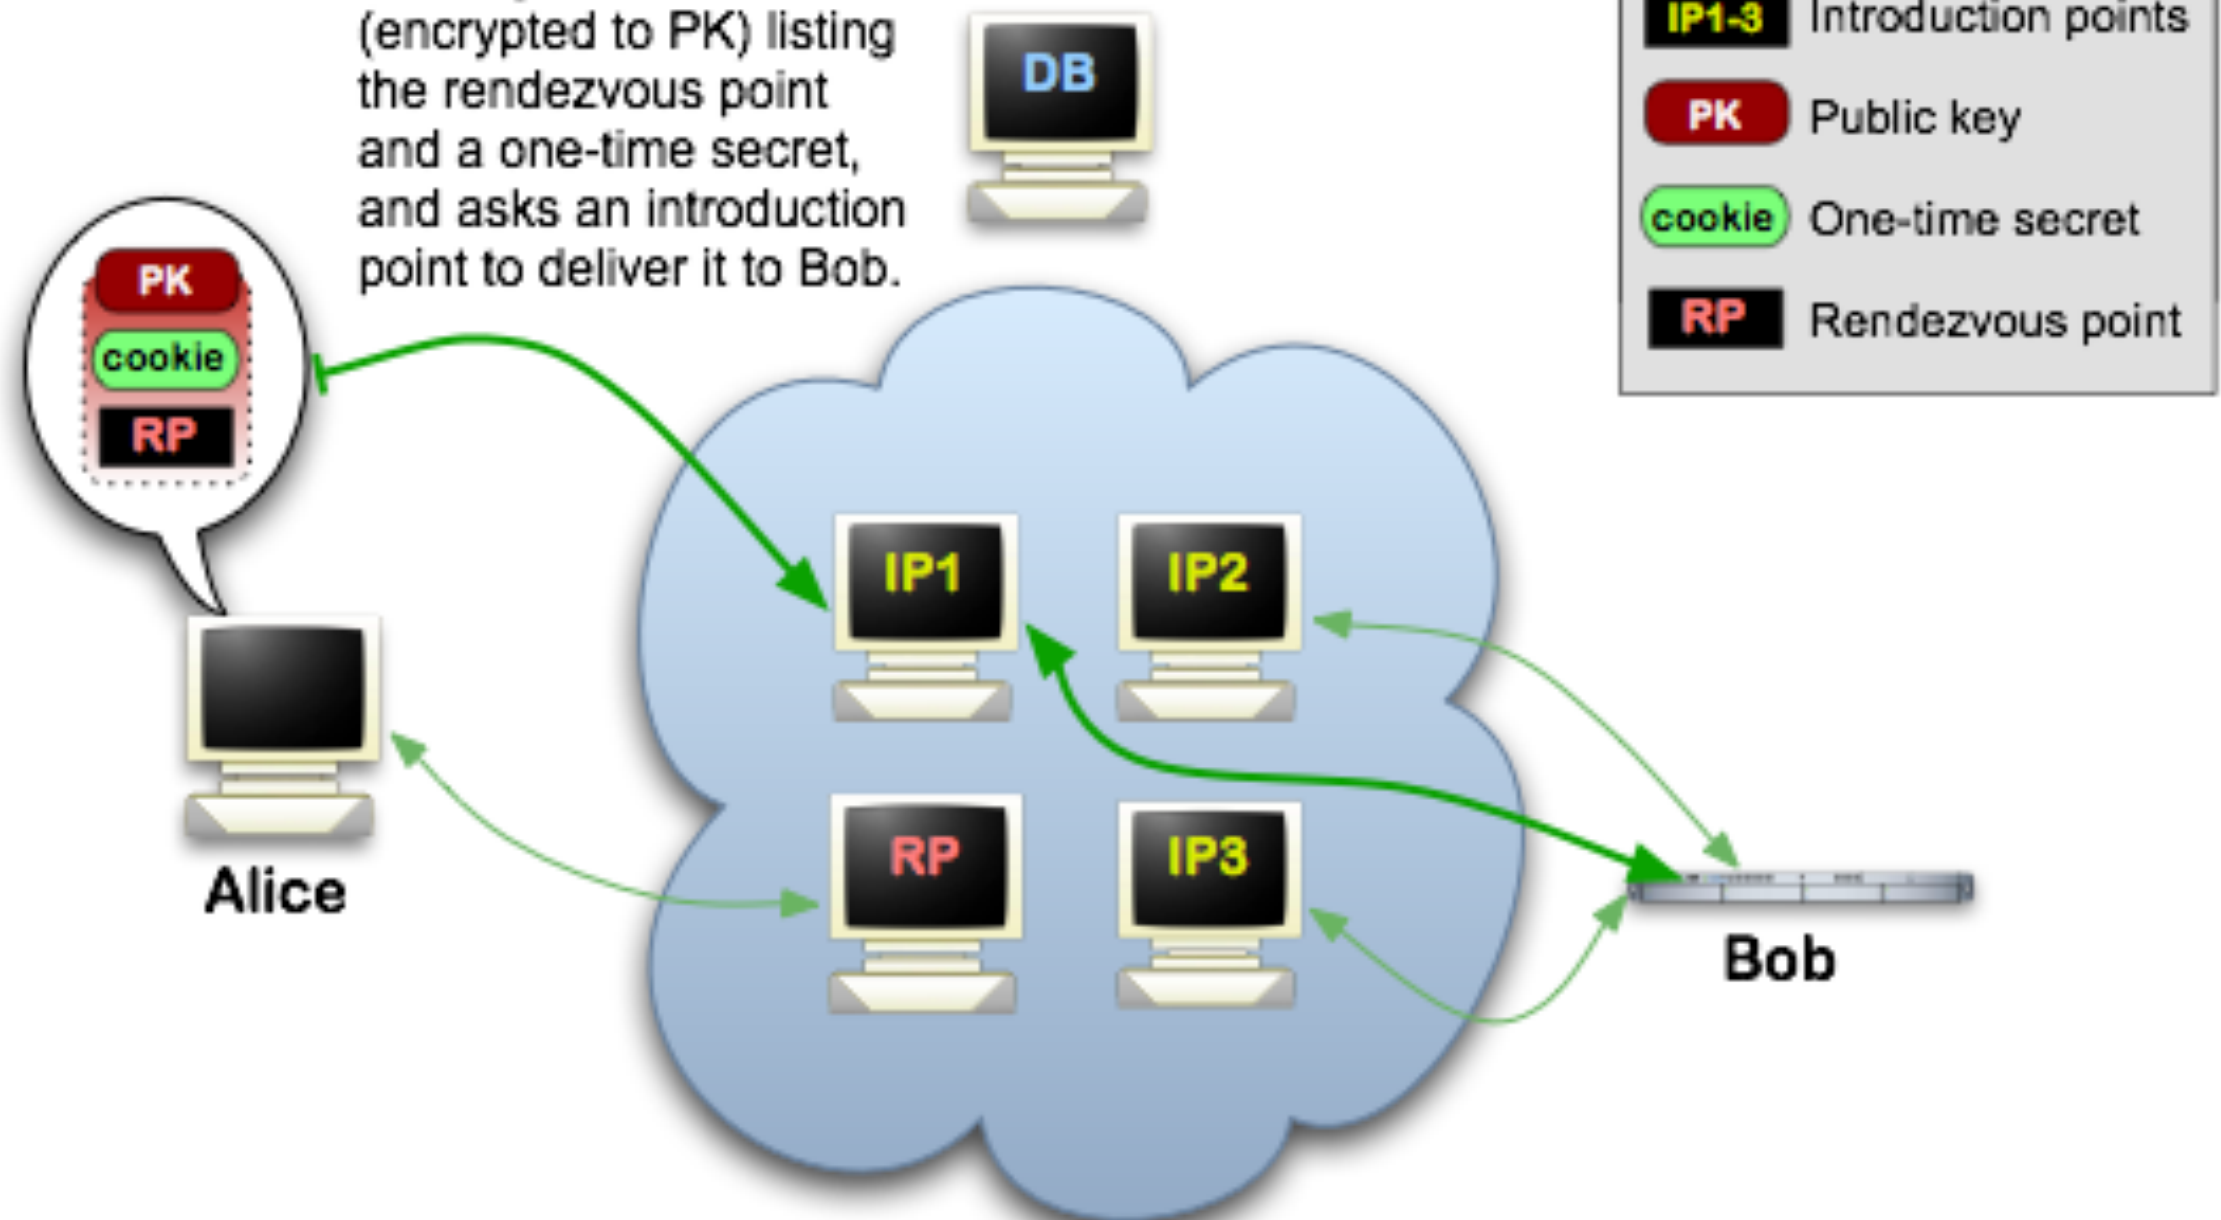 (encrypted to PK) listing
the rendezvous point
and a one-time secret,
and asks an introduction
point to deliver it to Bob.
DB
IP1-3 Introduction points
PK Public key
cookie One-time secret
RP Rendezvous point
PK
cookie
RP
IP1
IP2
RP
IP3
Alice
Bob